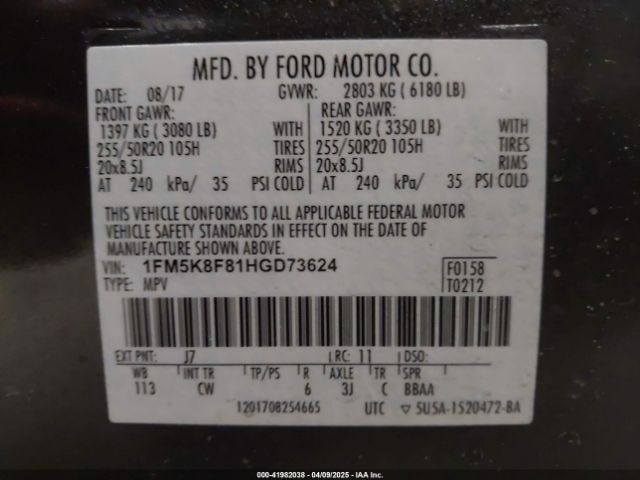 MFD. BY FORD MOTOR CO.
DATE: 08/17 GVWR: 2803 KG ( 6180 LB)
FRONT GAWR: REAR GAWR:
1397 KG ( 3080 LB) WITH 1520 KG ( 3350 LB) WITH
255/50R20 105H TIRES 255/50R20 105H TIRES
20x8.5J RIMS 20x8.5J RIMS
AT 240 kPa/ 35 PSI COLD AT 240 kPa/ 35 PSI COLD
THIS VEHICLE CONFORMS TO ALL APPLICABLE FEDERAL MOTOR
VEHICLE SAFETY STANDARDS IN EFFECT ON THE DATE OF
MANUFACTURE SHOWN ABOVE.
VIN: 1FM5K8F81HGD73624 F0158
TYPE: MPV T0212
EXT PNT: J7 RC: 11 DSO:
WB INT TR TP/PS R AXLE TR SPR
113 CW 6 3J C BBAA
1201708254665 UTC ▽ 5U5A-1520472-BA
000-41982038 - 04/09/2025 - IAA Inc.